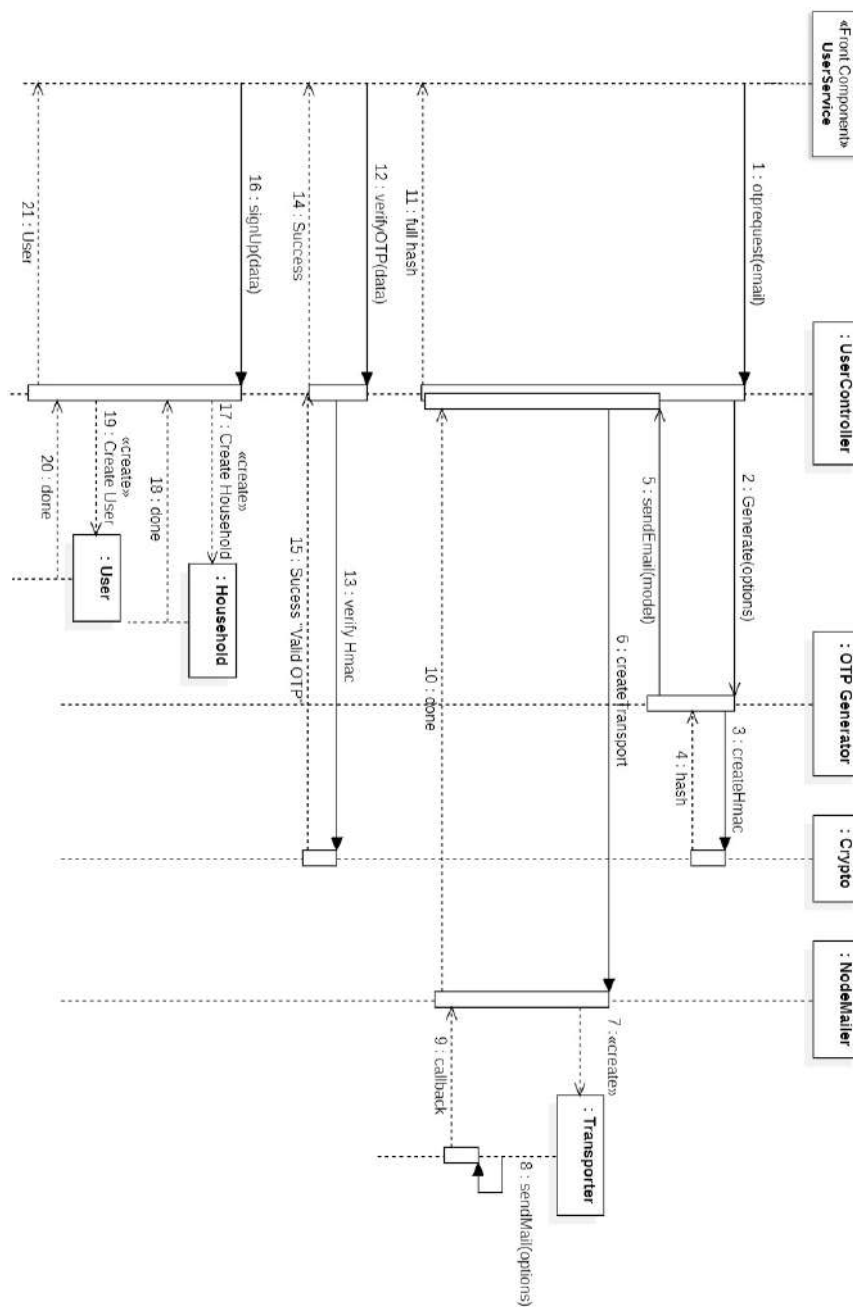 «Front Component»
UserService
: UserController
: OTP Generator
: Crypto
: NodeMailer
1 : otprequest(email)
2 : Generate(options)
3 : createHmac
4 : hash
5 : sendEmail(model)
6 : createTransport
7 :«create»
: Transporter
8 : sendMail(options)
9 : callback
10 : done
11 : full hash
12 : verifyOTP(data)
13 : verify Hmac
14 : Success
15 : Sucess "Valid OTP"
16 : signUp(data)
«create»
17 : Create Household
: Household
18 : done
«create»
19 : Create User
: User
20 : done
21 : User